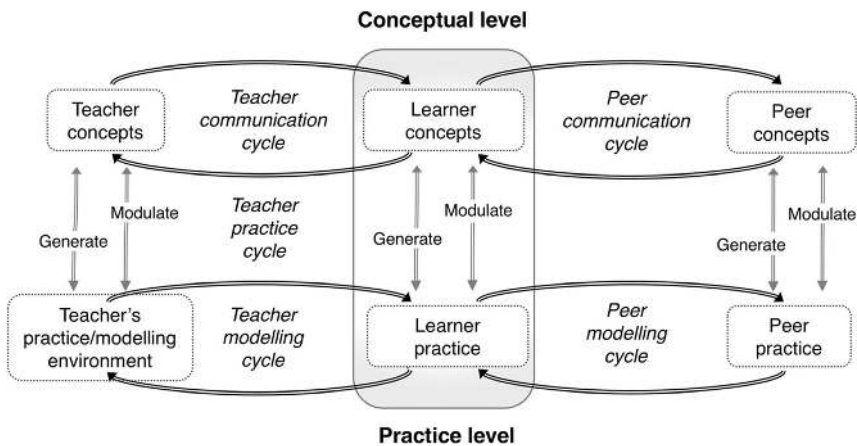 Conceptual level
Teacher
concepts
Teacher
communication
cycle
Learner
concepts
Peer
communication
cycle
Peer
concepts
Generate
Modulate
Teacher
practice
cycle
Generate
Modulate
Generate
Modulate
Teacher's
practice/modelling
environment
Teacher
modelling
cycle
Learner
practice
Peer
modelling
cycle
Peer
practice
Practice level